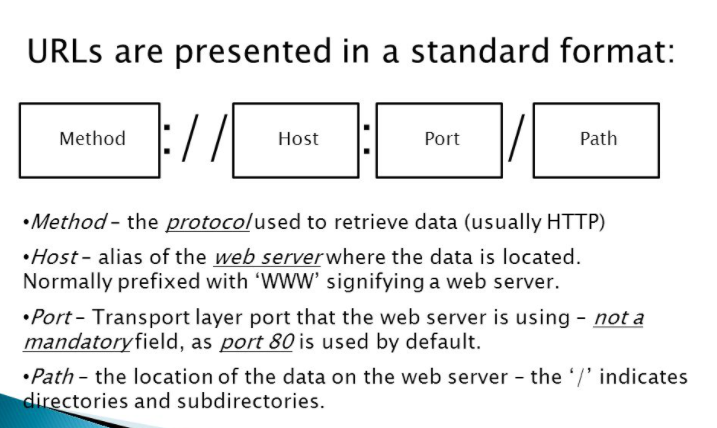 URLs are presented in a standard format:
Method :// Host : Port / Path
•Method – the protocol used to retrieve data (usually HTTP)
•Host – alias of the web server where the data is located.
Normally prefixed with ‘WWW’ signifying a web server.
•Port – Transport layer port that the web server is using – not a
mandatory field, as port 80 is used by default.
•Path – the location of the data on the web server – the ‘/’ indicates
directories and subdirectories.